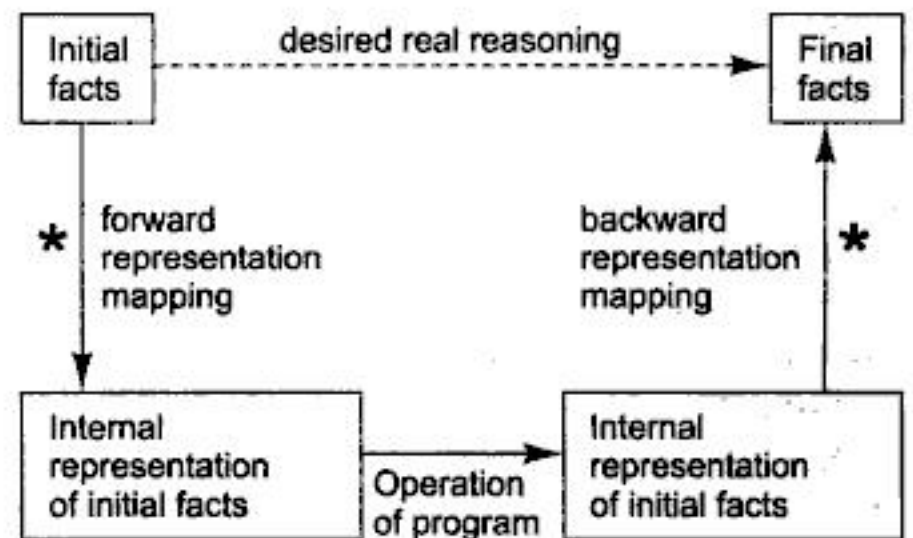 Initial
facts
desired real reasoning
Final
facts
*
forward
representation
mapping
backward
representation
mapping
*
Internal
representation
of initial facts
Operation
of program
Internal
representation
of initial facts